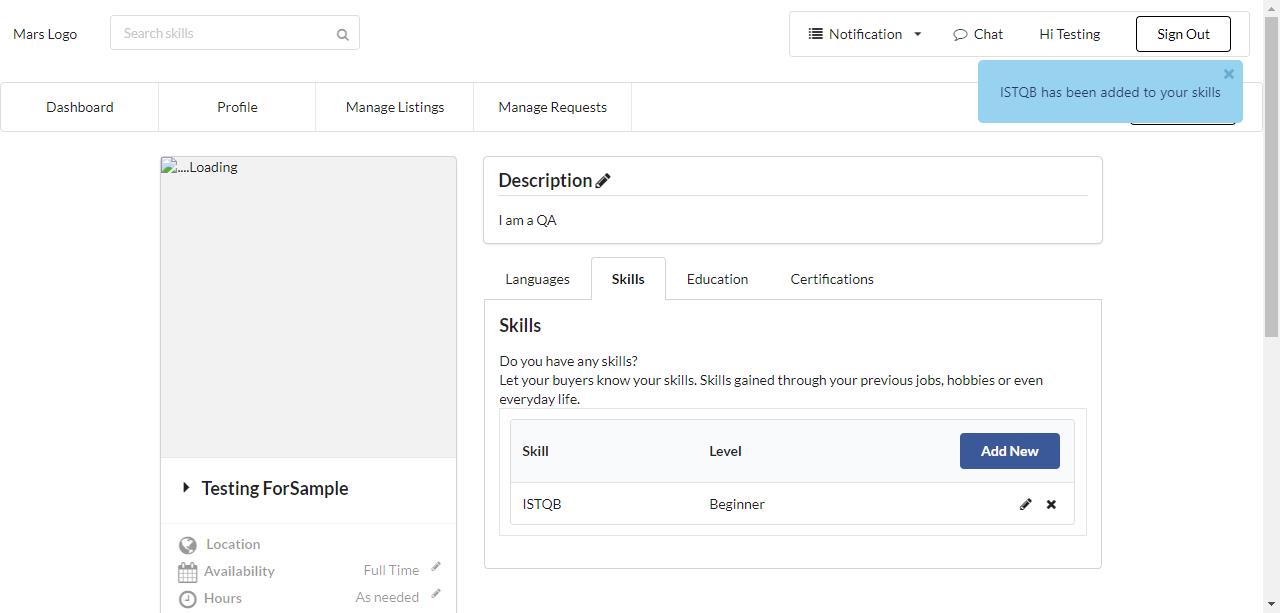 Mars Logo
Search skills
Notification
Chat
Hi Testing
Sign Out
ISTQB has been added to your skills
Dashboard
Profile
Manage Listings
Manage Requests
....Loading
Description
I am a QA
Languages
Skills
Education
Certifications
Skills
Do you have any skills?
Let your buyers know your skills. Skills gained through your previous jobs, hobbies or even
everyday life.
Skill Level Add New
ISTQB Beginner
Testing ForSample
Location
Availability Full Time
Hours As needed